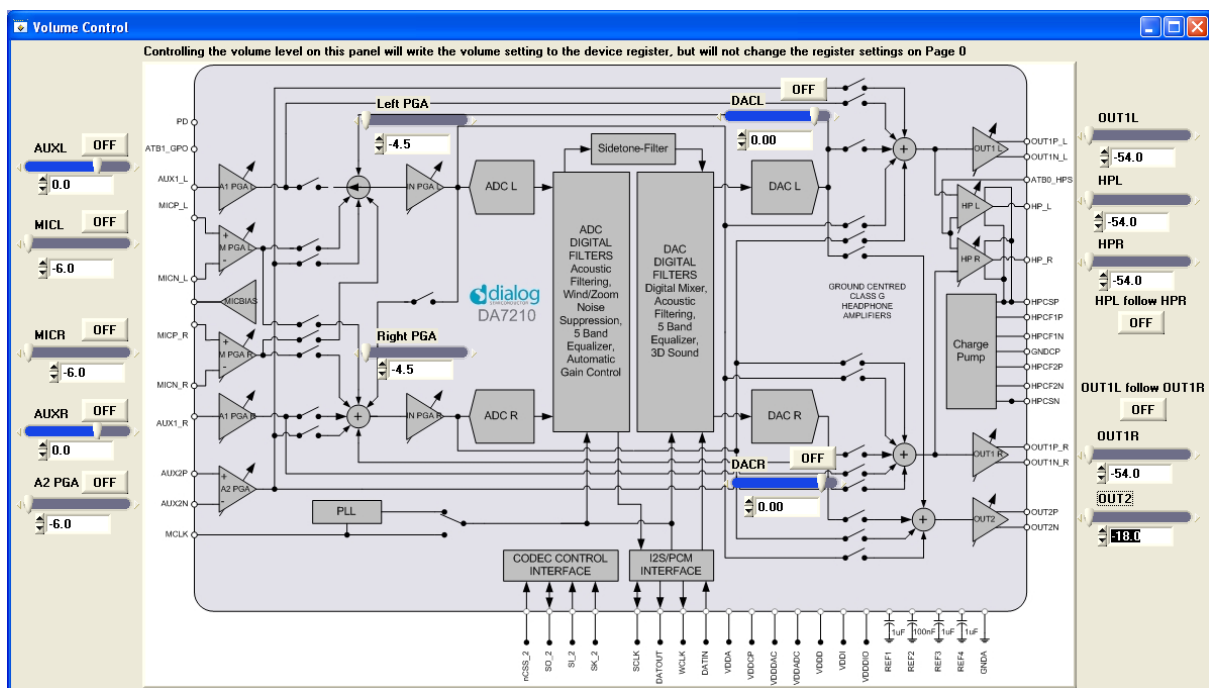 Volume Control
Controlling the volume level on this panel will write the volume setting to the device register, but will not change the register settings on Page 0
AUXL OFF
0.0
MICL OFF
-6.0
MICR OFF
-6.0
AUXR OFF
0.0
A2 PGA OFF
-6.0
PD
ATB1_GPO
AUX1_L
MICP_L
MICN_L
MICP_R
MICN_R
AUX1_R
AUX2P
AUX2N
MCLK
A1 PGA L
M PGA L
MICBIAS
M PGA R
A1 PGA R
A2 PGA
+
-
+
-
+
-
Left PGA
-4.5
+
IN PGA L
ADC L
Right PGA
-4.5
+
IN PGA R
ADC R
PLL
dialog
SEMICONDUCTOR
DA7210
Sidetone-Filter
ADC
DIGITAL
FILTERS
Acoustic
Filtering,
Wind/Zoom
Noise
Suppression,
5 Band
Equalizer,
Automatic
Gain Control
DAC
DIGITAL
FILTERS
Digital Mixer,
Acoustic
Filtering,
5 Band
Equalizer,
3D Sound
CODEC CONTROL
INTERFACE
I2S/PCM
INTERFACE
DACL OFF
0.00
DAC L
DAC R
DACR OFF
0.00
+
+
+
GROUND CENTRED
CLASS G
HEADPHONE
AMPLIFIERS
OUT1 L
HP L
HP R
Charge
Pump
OUT1 R
OUT2
OUT1P_L
OUT1N_L
ATB0_HPS
HP_L
HP_R
HPCSP
HPCF1P
HPCF1N
GNDCP
HPCF2P
HPCF2N
HPCSN
OUT1P_R
OUT1N_R
OUT2P
OUT2N
1uF 100nF 1uF 1uF
nCSS_2
SO_2
SI_2
SK_2
SCLK
DATOUT
WCLK
DATIN
VDDA
VDDCP
VDDDAC
VDDADC
VDDD
VDDI
VDDDIO
REF1
REF2
REF3
REF4
GNDA
OUT1L
-54.0
HPL
-54.0
HPR
-54.0
HPL follow HPR
OFF
OUT1L follow OUT1R
OFF
OUT1R
-54.0
OUT2
-18.0